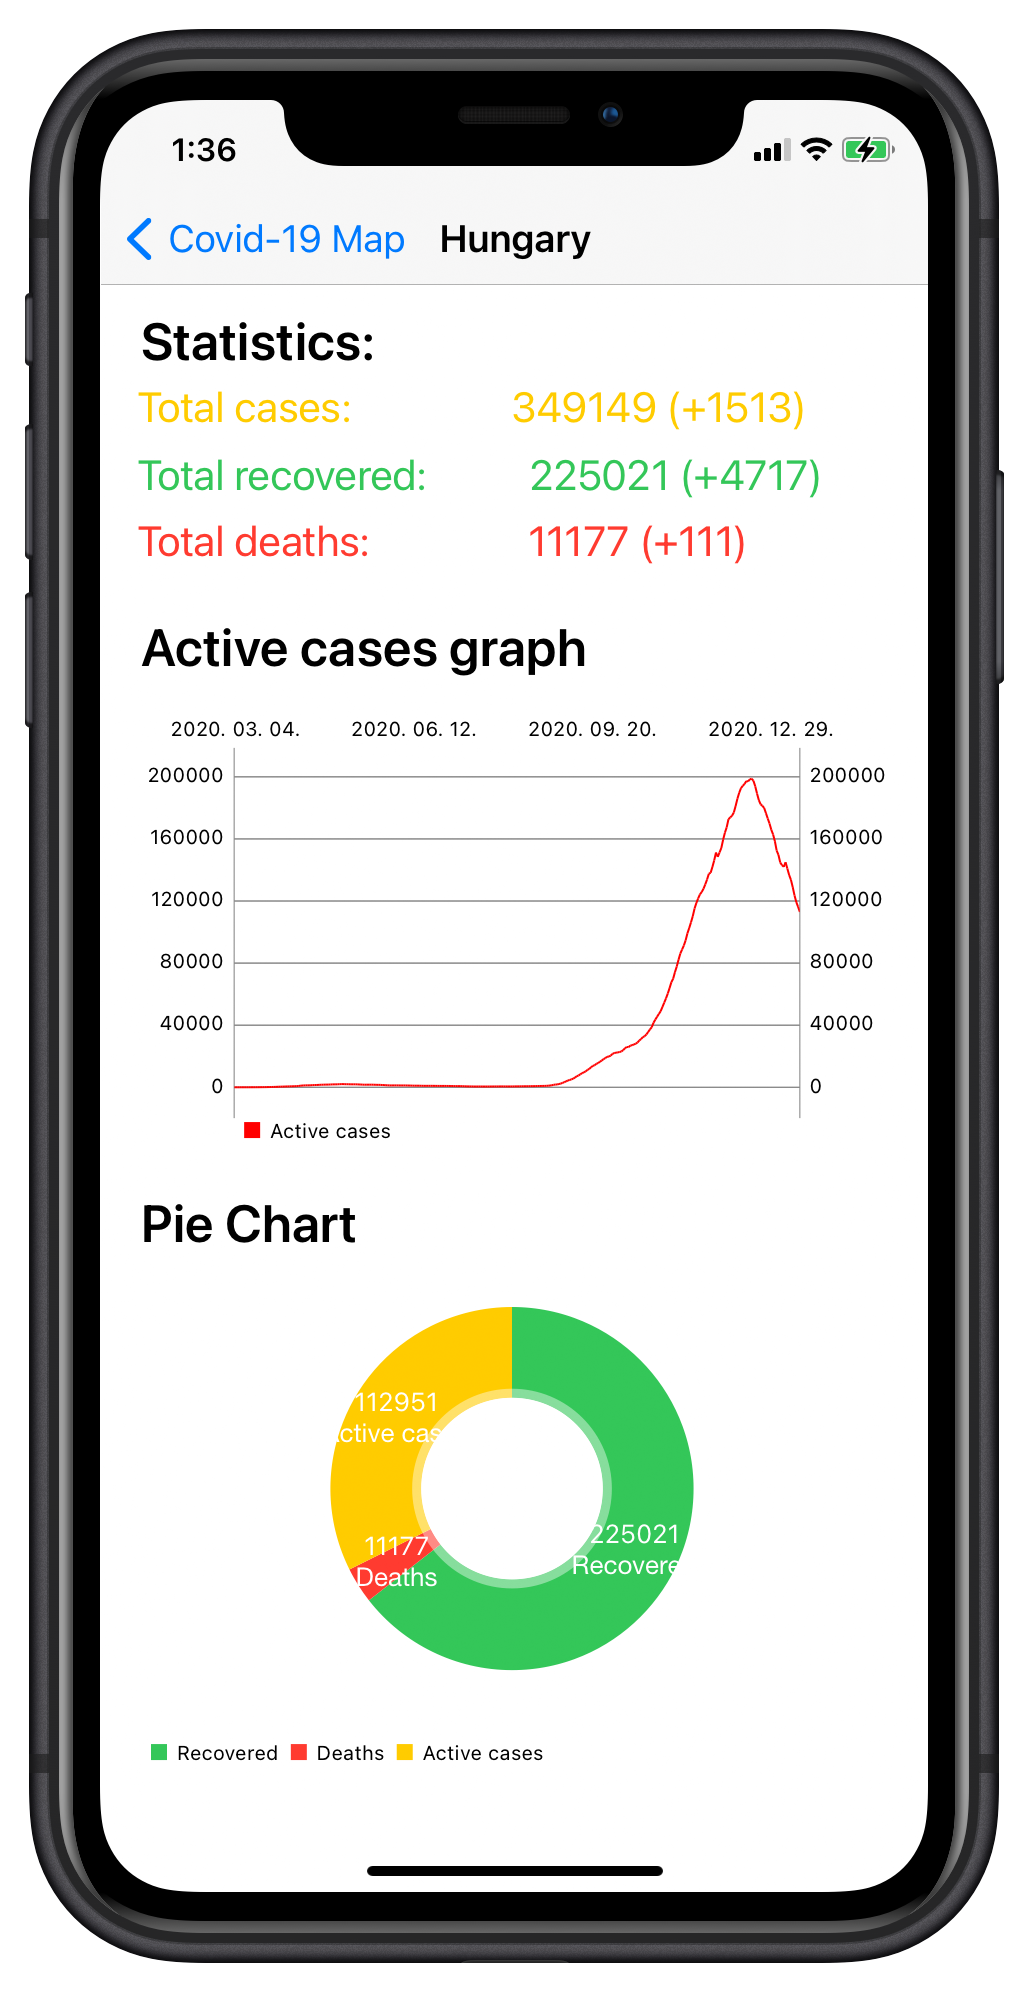 1:36
Covid-19 Map Hungary
Statistics:
Total cases: 349149 (+1513)
Total recovered: 225021 (+4717)
Total deaths: 11177 (+111)
Active cases graph
2020. 03. 04. 2020. 06. 12. 2020. 09. 20. 2020. 12. 29.
200000 200000
160000 160000
120000 120000
80000 80000
40000 40000
0 0
Active cases
Pie Chart
112951
ctive cas
225021
Recovere
11177
Deaths
Recovered Deaths Active cases